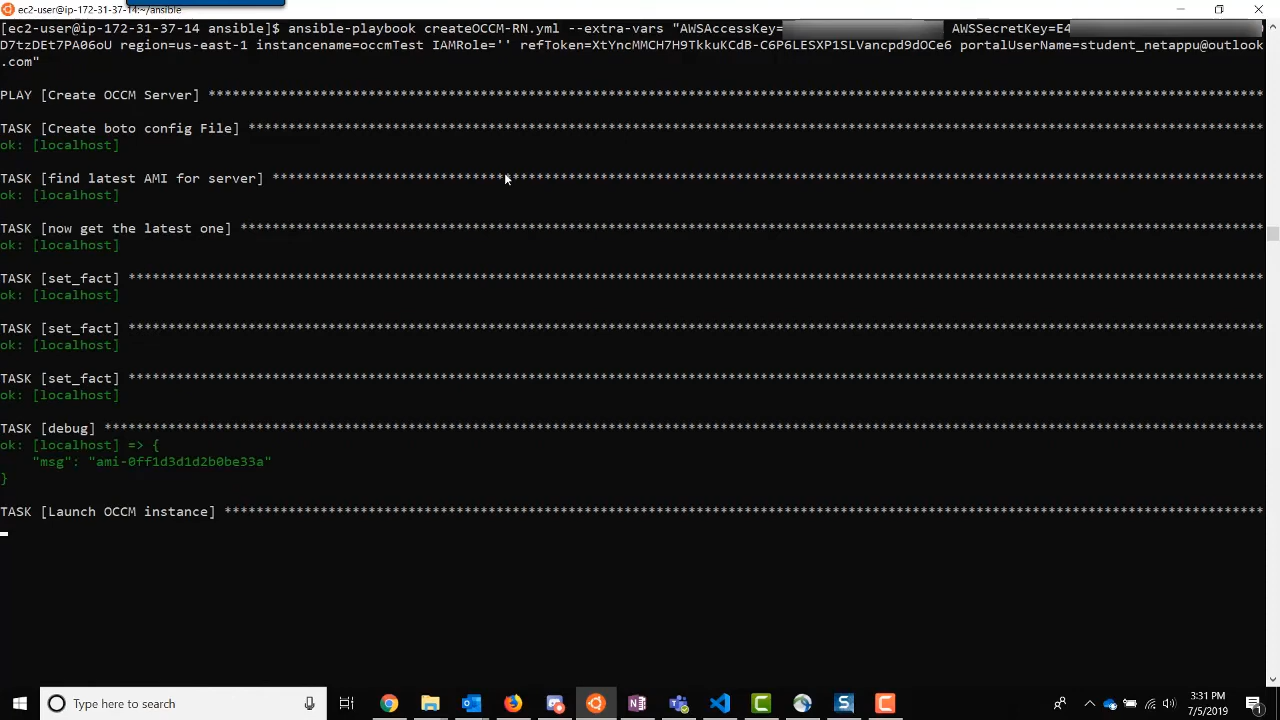 ec2-user@ip-172-31-37-14:~/ansible
[ec2-user@ip-172-31-37-14 ansible]$ ansible-playbook createOCCM-RN.yml --extra-vars "AWSAccessKey= AWSSecretKey=E4
D7tzDEt7PA06oU region=us-east-1 instancename=occmTest IAMRole='' refToken=XtYncMMCH7H9TkkuKCdB-C6P6LESXP1SLVancpd9dOCe6 portalUserName=student_netappu@outlook
.com"
PLAY [Create OCCM Server] ************************************************************************************************************************************
TASK [Create boto config File] *******************************************************************************************************************************
ok: [localhost]
TASK [find latest AMI for server] ****************************************************************************************************************************
ok: [localhost]
TASK [now get the latest one] ********************************************************************************************************************************
ok: [localhost]
TASK [set_fact] **********************************************************************************************************************************************
ok: [localhost]
TASK [set_fact] **********************************************************************************************************************************************
ok: [localhost]
TASK [set_fact] **********************************************************************************************************************************************
ok: [localhost]
TASK [debug] *************************************************************************************************************************************************
ok: [localhost] => {
    "msg": "ami-0ff1d3d1d2b0be33a"
}
TASK [Launch OCCM instance] **********************************************************************************************************************************
Type here to search
3:31 PM
7/5/2019